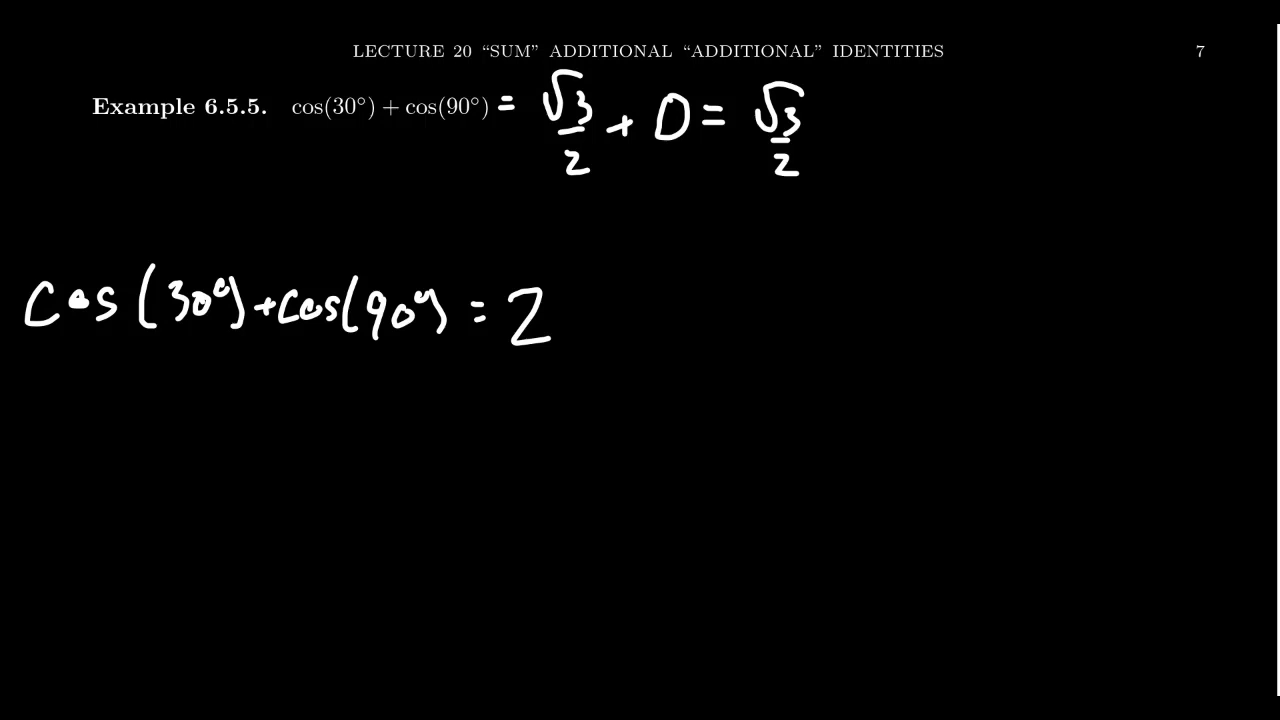 LECTURE 20 “SUM” ADDITIONAL “ADDITIONAL” IDENTITIES 7
Example 6.5.5. cos(30°) + cos(90°) = √3/2 + 0 = √3/2
cos(30°) + cos(90°) = 2